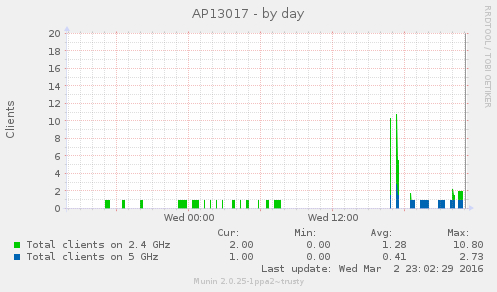 AP13017 - by day
RRDTOOL / TOBI OETIKER
Clients
20
18
16
14
12
10
8
6
4
2
0
Wed 00:00 Wed 12:00
Cur: Min: Avg: Max:
Total clients on 2.4 GHz 2.00 0.00 1.28 10.80
Total clients on 5 GHz 1.00 0.00 0.41 2.73
Last update: Wed Mar 2 23:02:29 2016
Munin 2.0.25-1ppa2~trusty